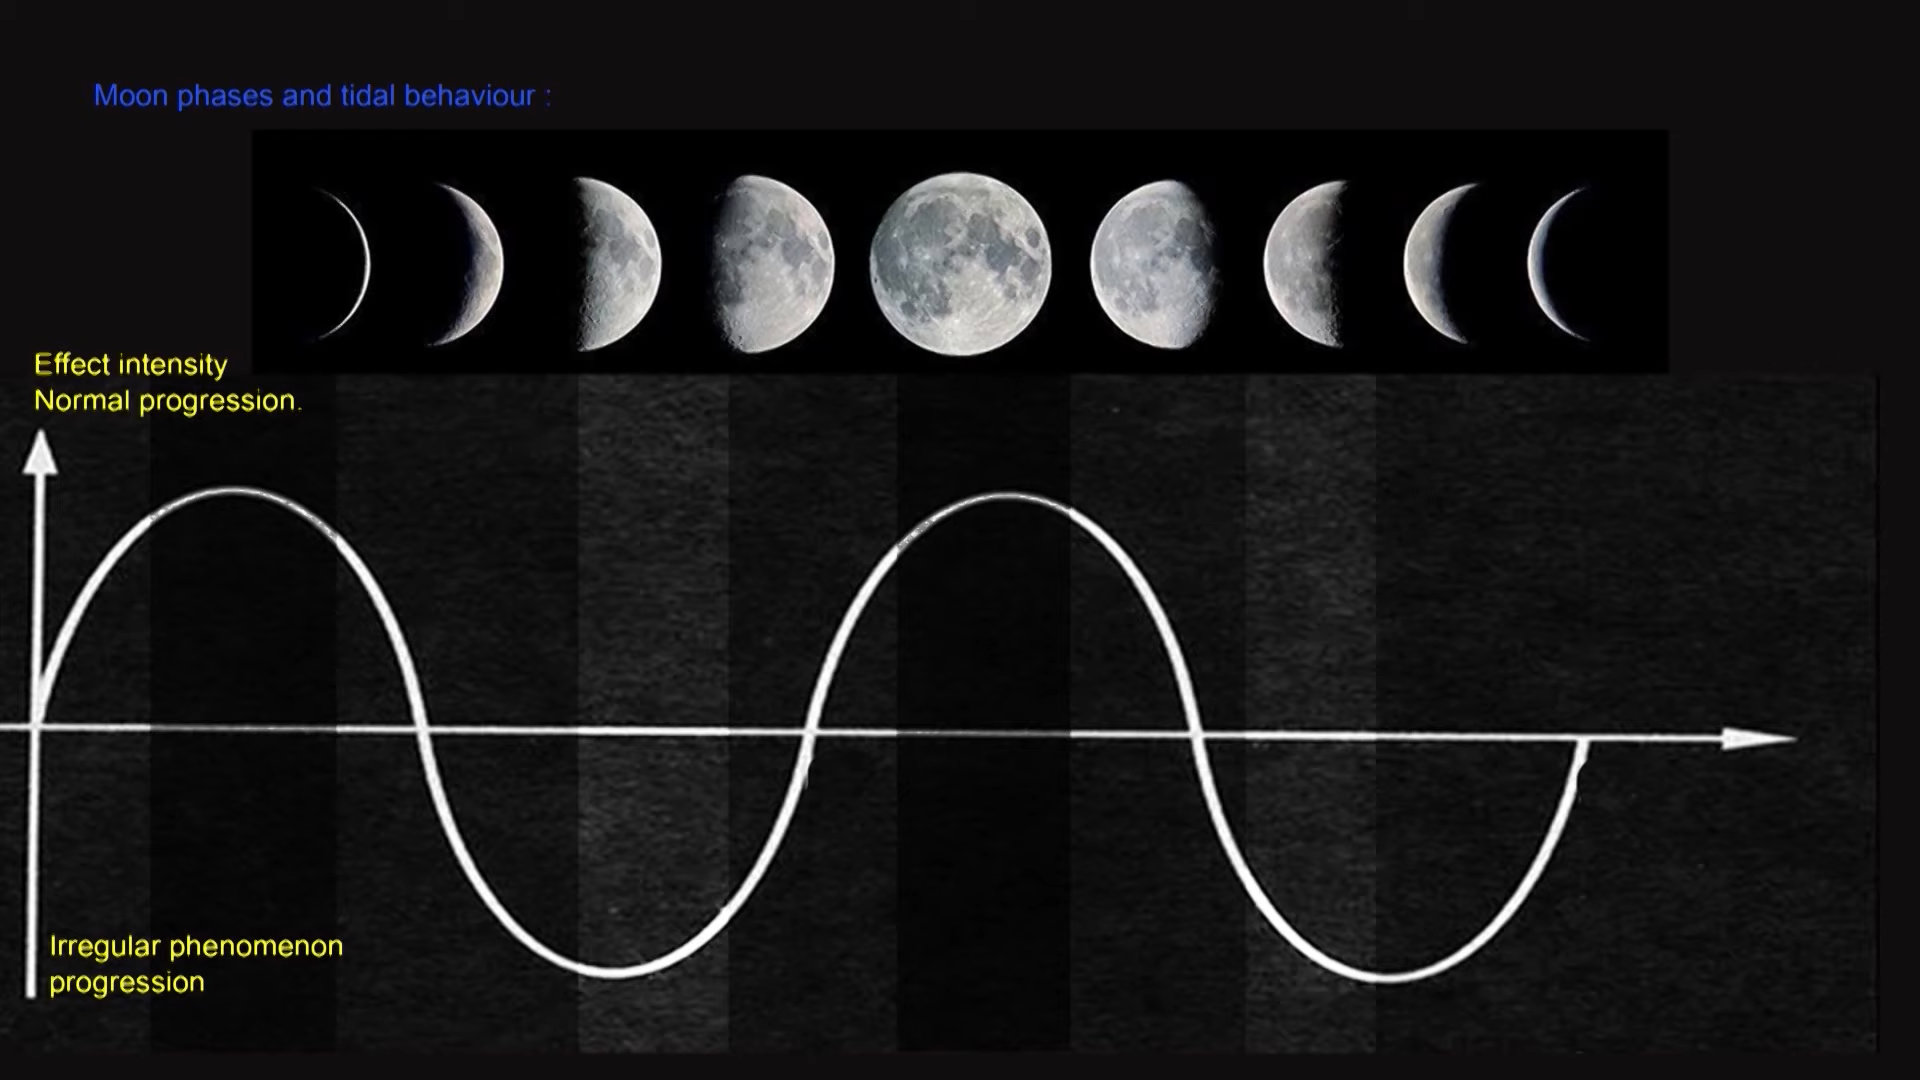 Moon phases and tidal behaviour :
Effect intensity
Normal progression.
Irregular phenomenon
progression